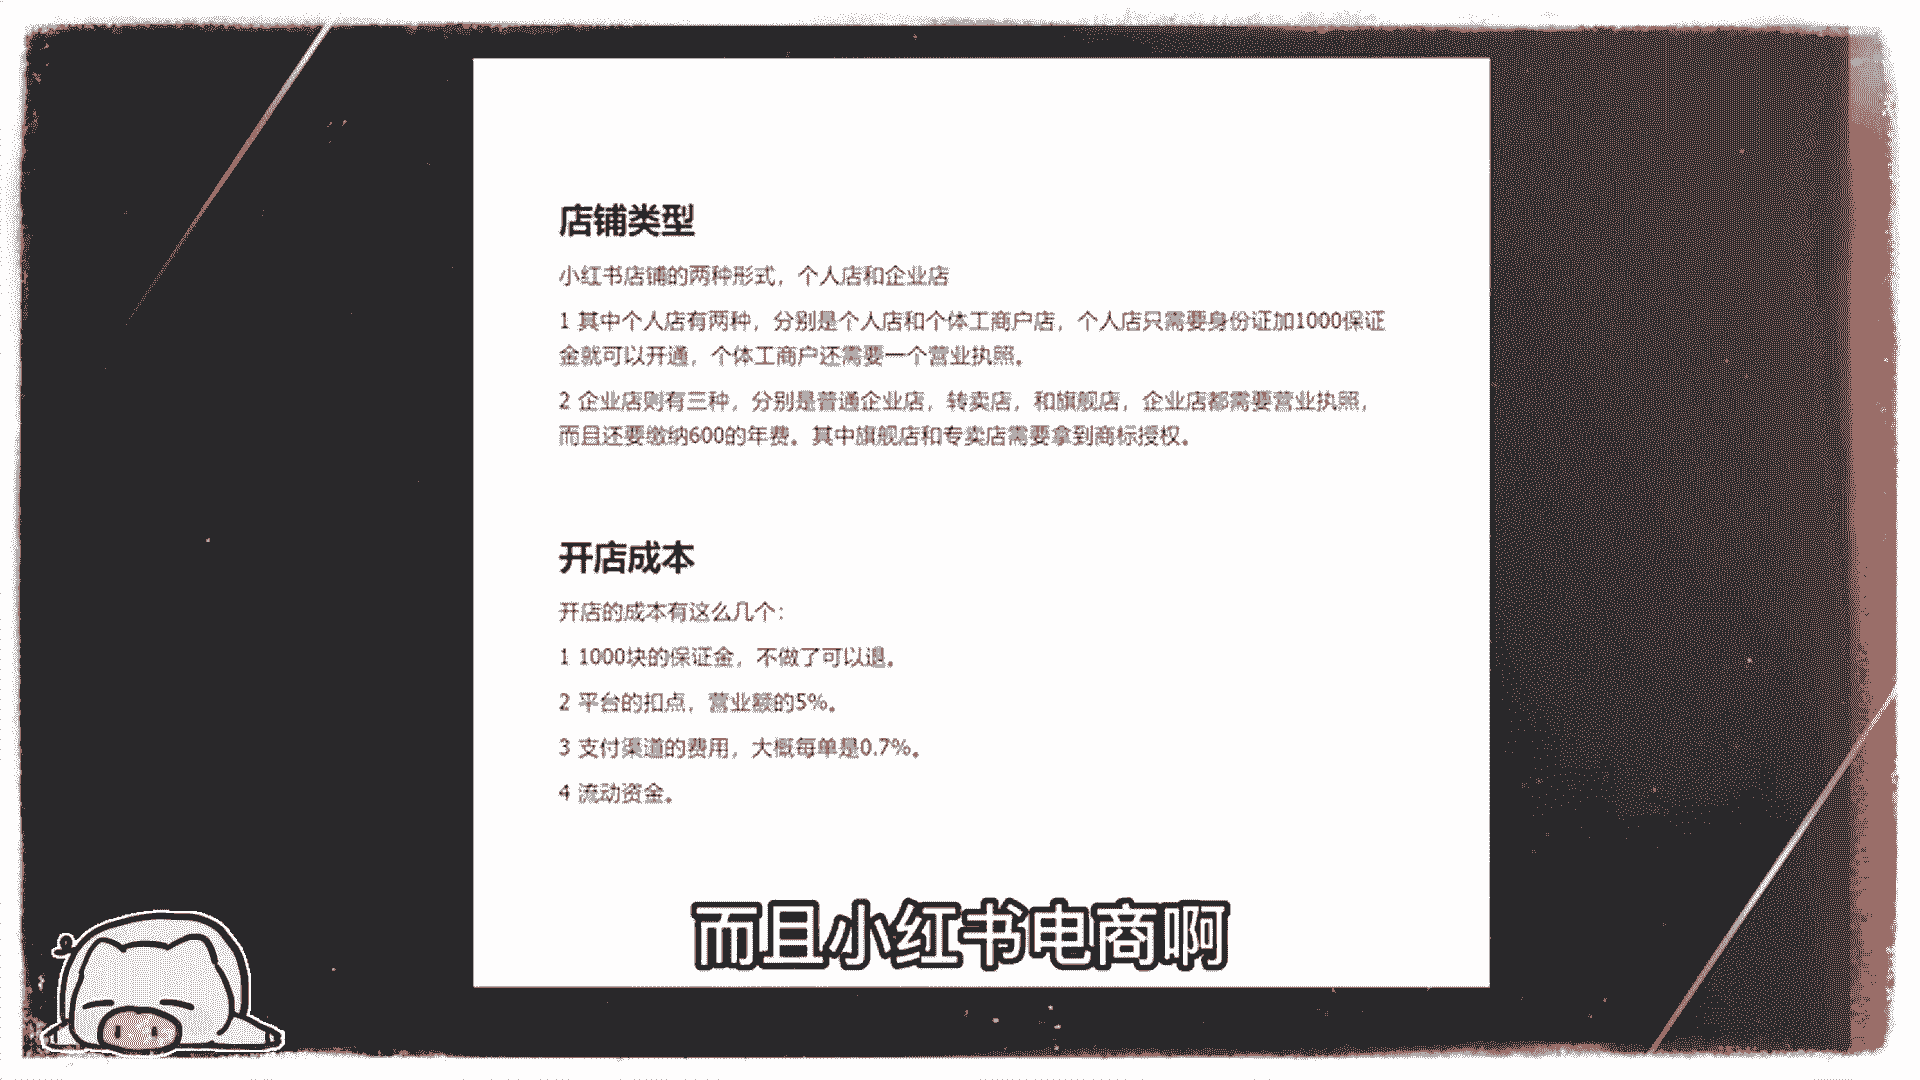 店铺类型
小红书店铺的两种形式，个人店和企业店
1 其中个人店有两种，分别是个人店和个体工商户店，个人店只需要身份证加1000保证
金就可以开通，个体工商户还需要一个营业执照。
2 企业店则有三种，分别是普通企业店，转卖店，和旗舰店，企业店都需要营业执照，
而且还要缴纳600的年费。其中旗舰店和专卖店需要拿到商标授权。
开店成本
开店的成本有这么几个：
1 1000块的保证金，不做了可以退。
2 平台的扣点，营业额的5%。
3 支付渠道的费用，大概每单是0.7%。
4 流动资金。
而且小红书电商啊